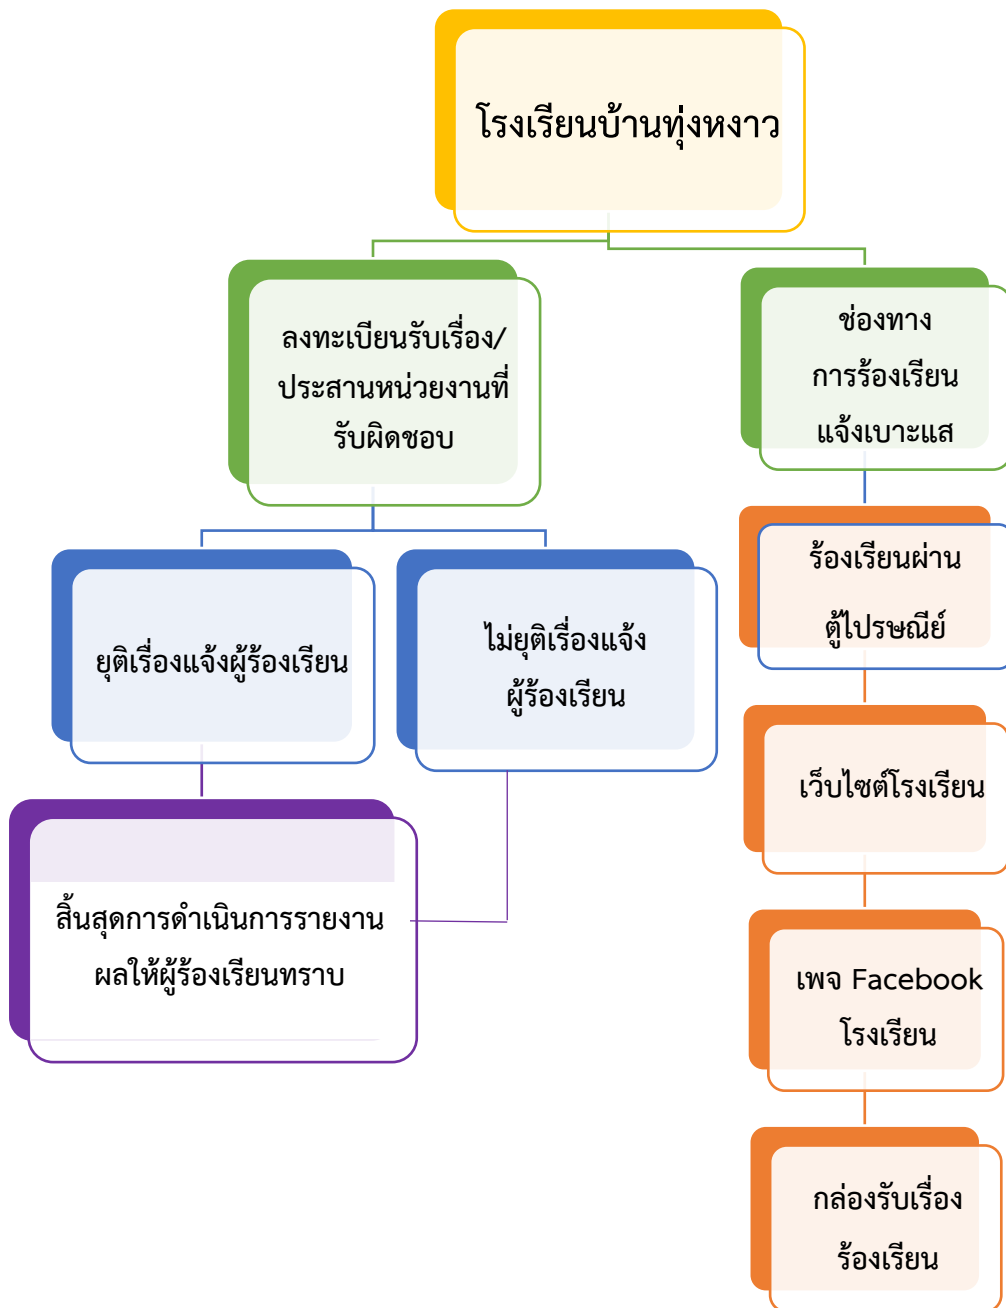 โรงเรียนบ้านทุ่งหงาว
ลงทะเบียนรับเรื่อง/
ประสานหน่วยงานที่
รับผิดชอบ
ช่องทาง
การร้องเรียน
แจ้งเบาะแส
ยุติเรื่องแจ้งผู้ร้องเรียน
ไม่ยุติเรื่องแจ้ง
ผู้ร้องเรียน
ร้องเรียนผ่าน
ตู้ไปรษณีย์
เว็บไซต์โรงเรียน
สิ้นสุดการดำเนินการรายงาน
ผลให้ผู้ร้องเรียนทราบ
เพจ Facebook
โรงเรียน
กล่องรับเรื่อง
ร้องเรียน